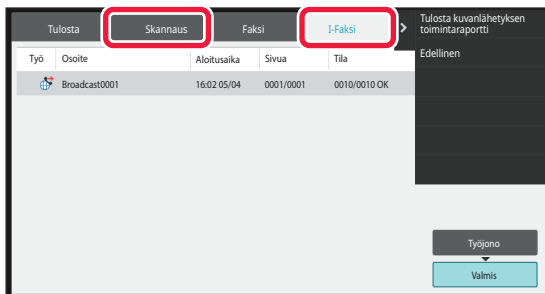 Tulosta Skannaus Faksi I-Faksi
Tulosta kuvanlähetyksen
toimintaraportti
Edellinen
Työ Osoite Aloitusaika Sivua Tila
Broadcast0001 16:02 05/04 0001/0001 0010/0010 OK
Työjono
Valmis